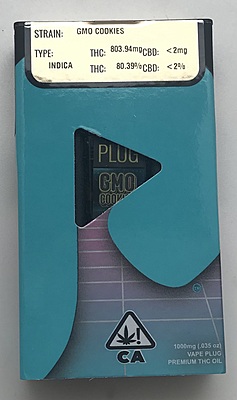 STRAIN: GMO COOKIES
TYPE: THC: 803.94mg CBD: <2mg
INDICA THC: 80.39% CBD: <2%
PLUG
GMO
COOKIES
CA
1000mg (.035 oz)
VAPE PLUG
PREMIUM THC OIL